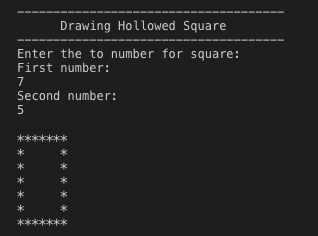 -------------------------------------
Drawing Hollowed Square
-------------------------------------
Enter the to number for square:
First number:
7
Second number:
5

*******
*     *
*     *
*     *
*     *
*     *
*******